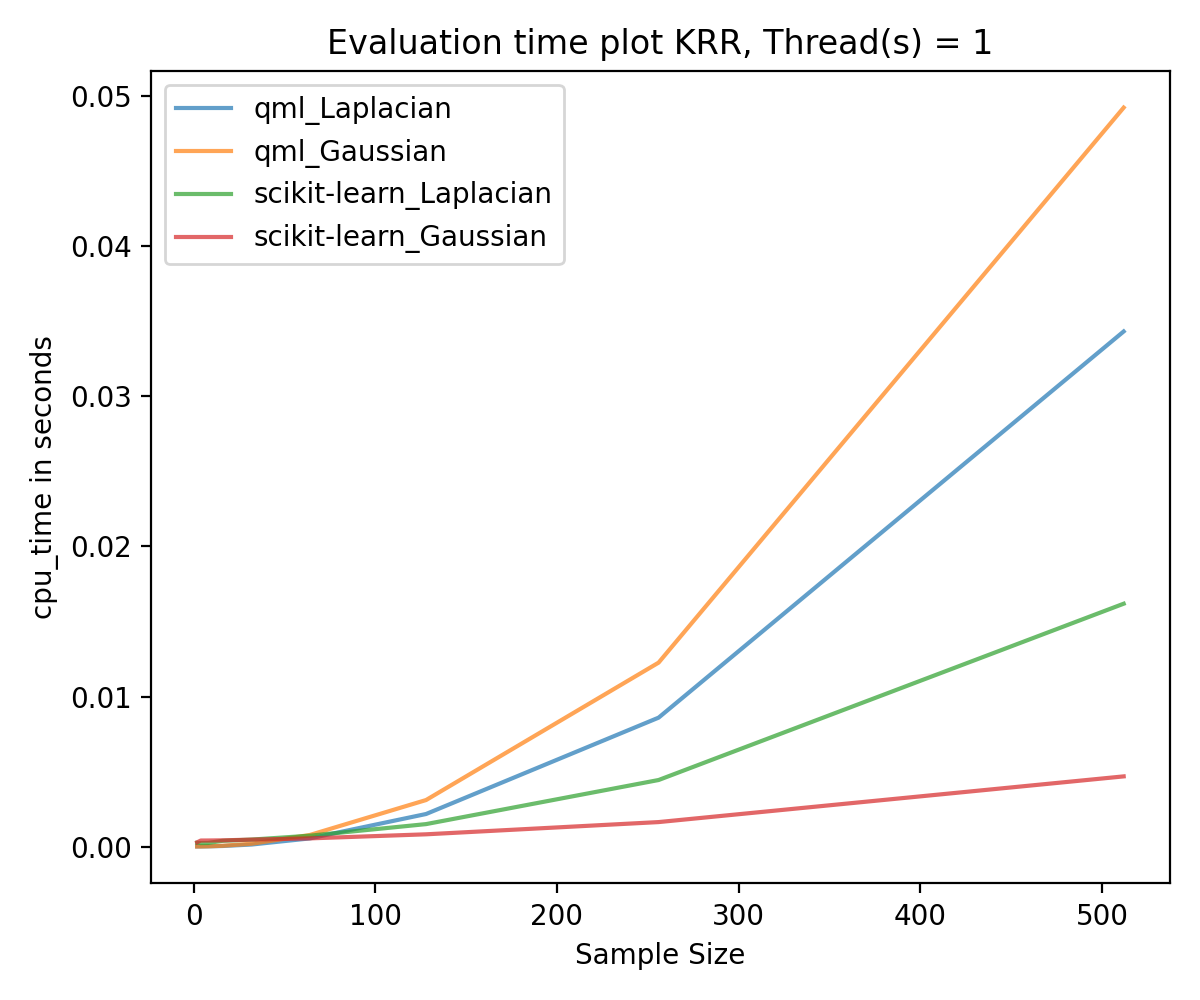 Evaluation time plot KRR, Thread(s) = 1
qml_Laplacian
qml_Gaussian
scikit-learn_Laplacian
scikit-learn_Gaussian
cpu_time in seconds
0.05
0.04
0.03
0.02
0.01
0.00
0 100 200 300 400 500
Sample Size